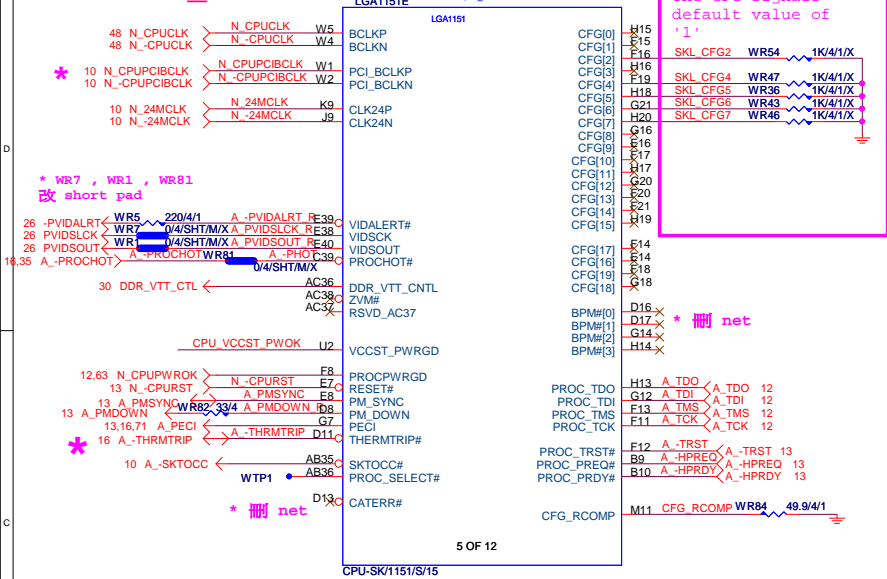 LGA1151E
LGA1151
default value of
'1'
48 N_CPUCLK N_CPUCLK W5 BCLKP
48 N_-CPUCLK N_-CPUCLK W4 BCLKN
* 10 N_CPUPCIBCLK N_CPUPCIBCLK W1 PCI_BCLKP
10 N_-CPUPCIBCLK N_-CPUPCIBCLK W2 PCI_BCLKN
10 N_24MCLK N_24MCLK K9 CLK24P
10 N_-24MCLK N_-24MCLK J9 CLK24N
D
* WR7 , WR1 , WR81
改 short pad
26 -PVIDALRT WR5 220/4/1 A_-PVIDALRT_R E39 VIDALERT#
26 PVIDSLCK WR7 0/4/SHT/M/X A_PVIDSLCK_R E38 VIDSCK
26 PVIDSOUT WR1 0/4/SHT/M/X A_PVIDSOUT_R E40 VIDSOUT
16,35 A_-PROCHOT A_-PROCHOT WR81 0/4/SHT/M/X A_-PHOT C39 PROCHOT#
30 DDR_VTT_CTL AC36 DDR_VTT_CNTL
AC38 ZVM#
AC37 RSVD_AC37
CPU_VCCST_PWOK U2 VCCST_PWRGD
12,63 N_CPUPWROK F8 PROCPWRGD
13 N_-CPURST N_-CPURST E7 RESET#
13 A_PMSYNC A_PMSYNC E8 PM_SYNC
13 A_PMDOWN WR82 33/4 A_PMDOWN_R D8 PM_DOWN
13,16,71 A_PECI G7 PECI
* 16 A_-THRMTRIP A_-THRMTRIP D11 THERMTRIP#
10 A_-SKTOCC AB35 SKTOCC#
WTP1 AB36 PROC_SELECT#
D13 CATERR#
* 刪 net
C
CFG[0] H15
CFG[1] F15
CFG[2] F16 SKL_CFG2 WR54 1K/4/1/X
CFG[3] H16
CFG[4] F19 SKL_CFG4 WR47 1K/4/1/X
CFG[5] H18 SKL_CFG5 WR36 1K/4/1/X
CFG[6] G21 SKL_CFG6 WR43 1K/4/1/X
CFG[7] H20 SKL_CFG7 WR46 1K/4/1/X
CFG[8] G16
CFG[9] E16
CFG[10] F17
CFG[11] H17
CFG[12] G20
CFG[13] F20
CFG[14] F21
CFG[15] H19
CFG[17] F14
CFG[16] E14
CFG[19] F18
CFG[18] G18
BPM#[0] D16
BPM#[1] D17 * 刪 net
BPM#[2] G14
BPM#[3] H14
PROC_TDO H13 A_TDO A_TDO 12
PROC_TDI G12 A_TDI A_TDI 12
PROC_TMS F13 A_TMS A_TMS 12
PROC_TCK F11 A_TCK A_TCK 12
PROC_TRST# F12 A_-TRST A_-TRST 13
PROC_PREQ# B9 A_-HPREQ A_-HPREQ 13
PROC_PRDY# B10 A_-HPRDY A_-HPRDY 13
CFG_RCOMP M11 CFG_RCOMP WR84 49.9/4/1
5 OF 12
CPU-SK/1151/S/15